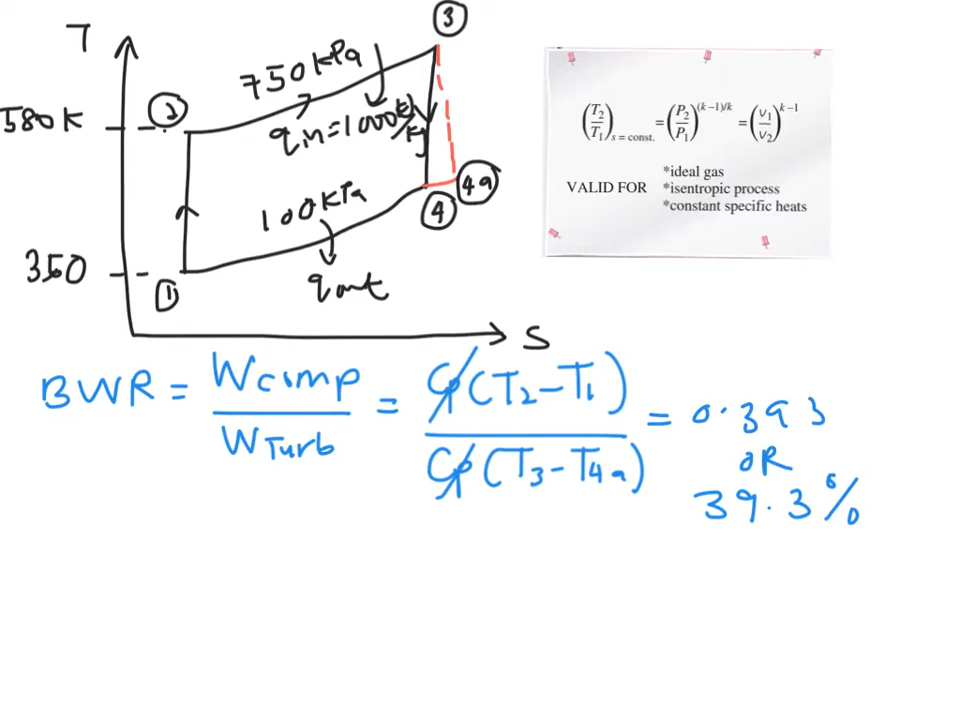 T
3
750 kPa
580 K
2
qin = 1000 kJ/kg
100 kPa
4
4a
350
1
qout
S
(T2/T1)s = const. = (P2/P1)^(k−1)/k = (v1/v2)^k−1
VALID FOR
*ideal gas
*isentropic process
*constant specific heats
BWR = Wcomp/WTurb = Cp(T2−T1)/Cp(T3−T4a) = 0.393
OR
39.3%